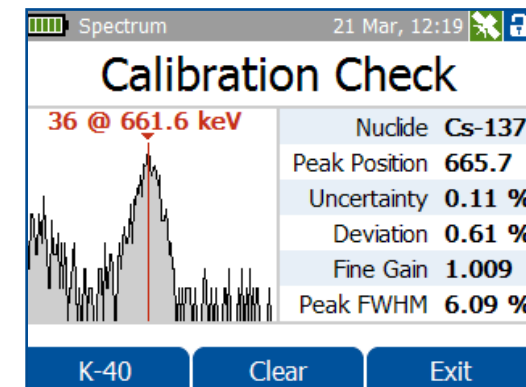 Spectrum 21 Mar, 12:19
Calibration Check
36 @ 661.6 keV
Nuclide Cs-137
Peak Position 665.7
Uncertainty 0.11 %
Deviation 0.61 %
Fine Gain 1.009
Peak FWHM 6.09 %
K-40 Clear Exit